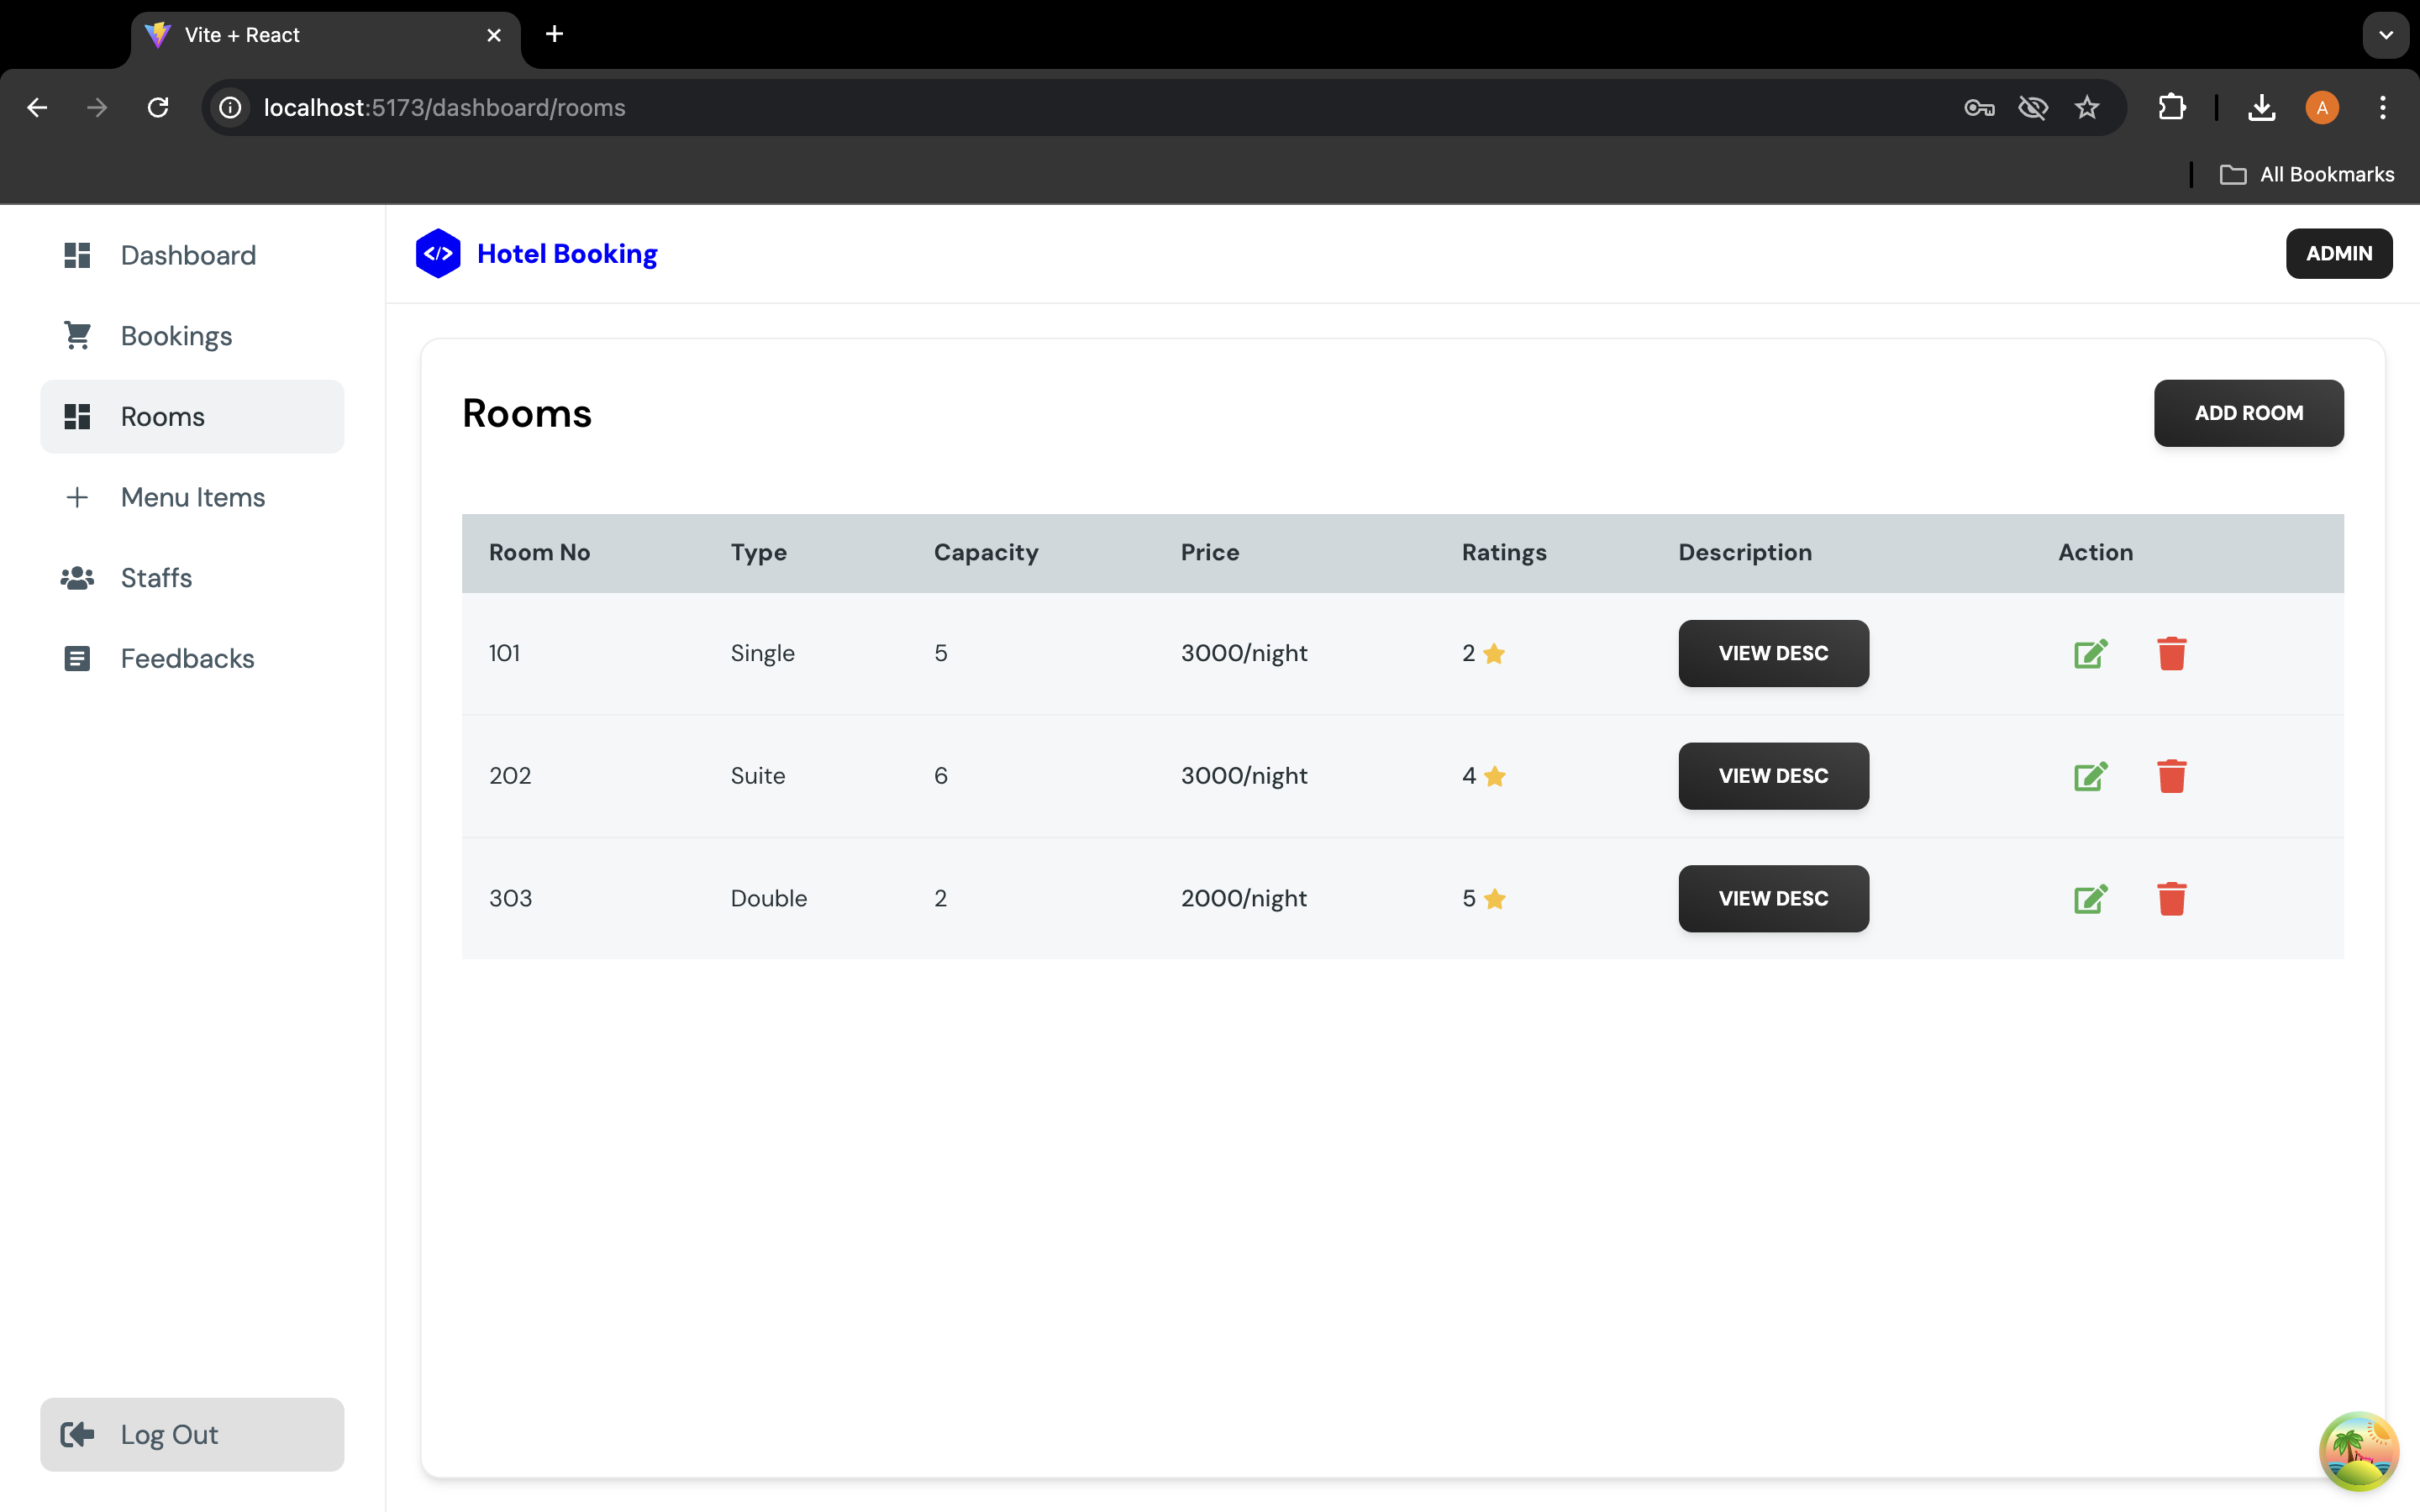 Vite + React
localhost:5173/dashboard/rooms
A
All Bookmarks
Dashboard
Bookings
Rooms
Menu Items
Staffs
Feedbacks
Log Out
</> Hotel Booking
ADMIN
Rooms
ADD ROOM
Room No Type Capacity Price Ratings Description Action
101 Single 5 3000/night 2 VIEW DESC
202 Suite 6 3000/night 4 VIEW DESC
303 Double 2 2000/night 5 VIEW DESC